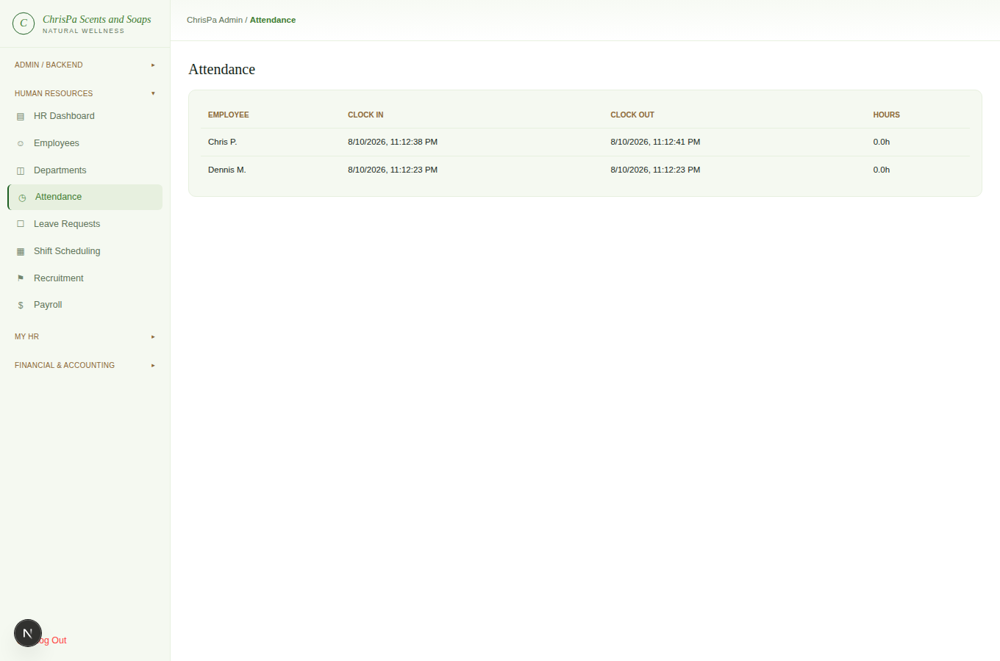 C
ChrisPa Scents and Soaps
NATURAL WELLNESS
ChrisPa Admin / Attendance
ADMIN / BACKEND
HUMAN RESOURCES
HR Dashboard
Employees
Departments
Attendance
Leave Requests
Shift Scheduling
Recruitment
$ Payroll
MY HR
FINANCIAL & ACCOUNTING
N
og Out
Attendance
EMPLOYEE CLOCK IN CLOCK OUT HOURS
Chris P. 8/10/2026, 11:12:38 PM 8/10/2026, 11:12:41 PM 0.0h
Dennis M. 8/10/2026, 11:12:23 PM 8/10/2026, 11:12:23 PM 0.0h